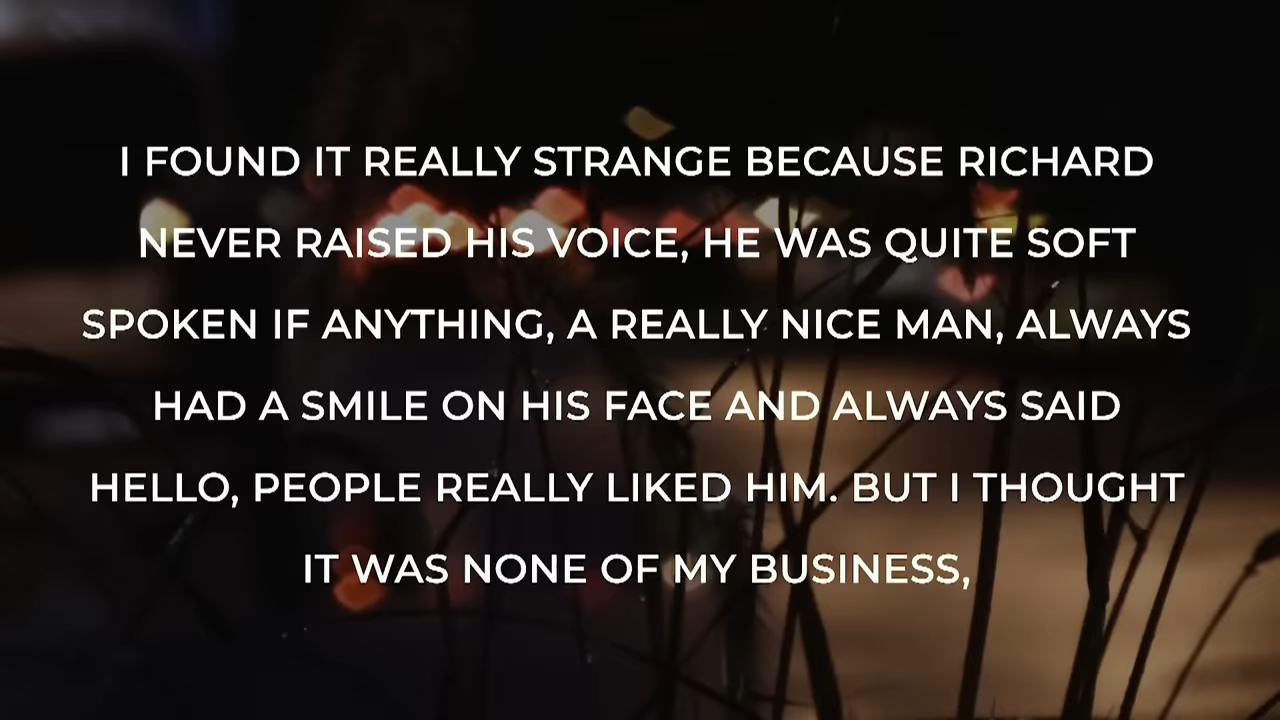 I FOUND IT REALLY STRANGE BECAUSE RICHARD
NEVER RAISED HIS VOICE, HE WAS QUITE SOFT
SPOKEN IF ANYTHING, A REALLY NICE MAN, ALWAYS
HAD A SMILE ON HIS FACE AND ALWAYS SAID
HELLO, PEOPLE REALLY LIKED HIM. BUT I THOUGHT
IT WAS NONE OF MY BUSINESS,